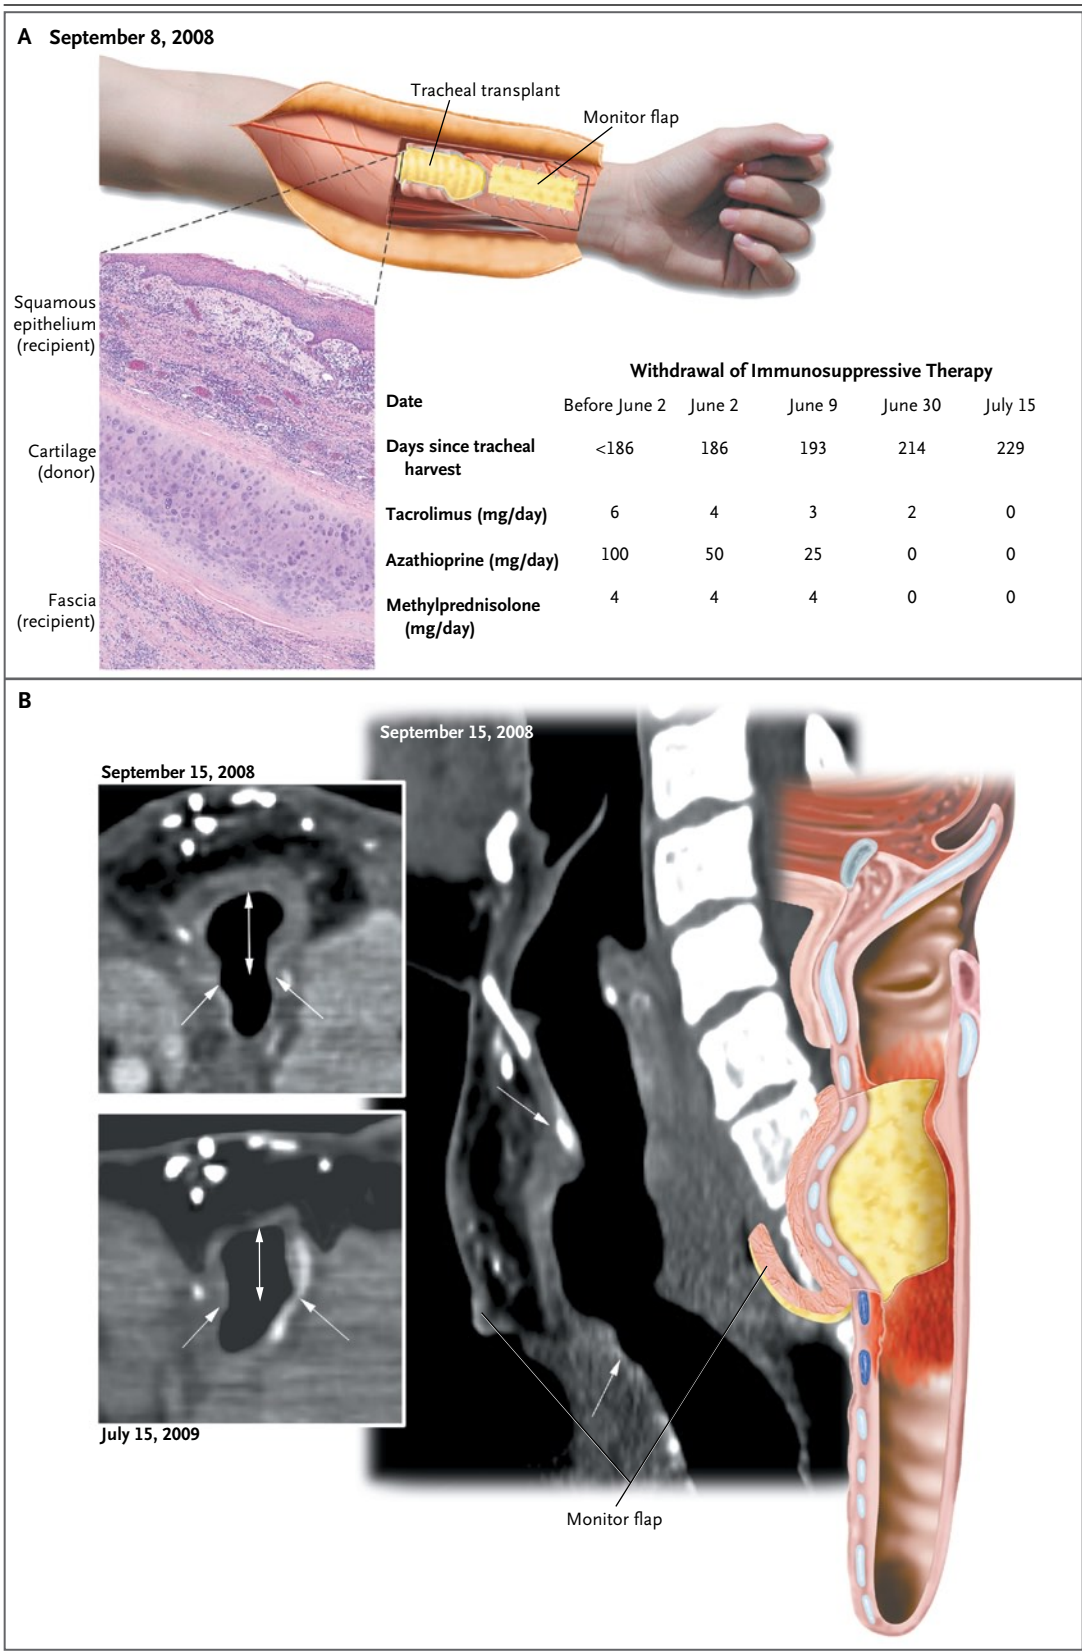 A September 8, 2008
Tracheal transplant
Monitor flap
Squamous
epithelium
(recipient)
Cartilage
(donor)
Fascia
(recipient)
Withdrawal of Immunosuppressive Therapy
Date Before June 2 June 2 June 9 June 30 July 15
Days since tracheal
harvest <186 186 193 214 229
Tacrolimus (mg/day) 6 4 3 2 0
Azathioprine (mg/day) 100 50 25 0 0
Methylprednisolone
(mg/day) 4 4 4 0 0
B
September 15, 2008
September 15, 2008
July 15, 2009
Monitor flap